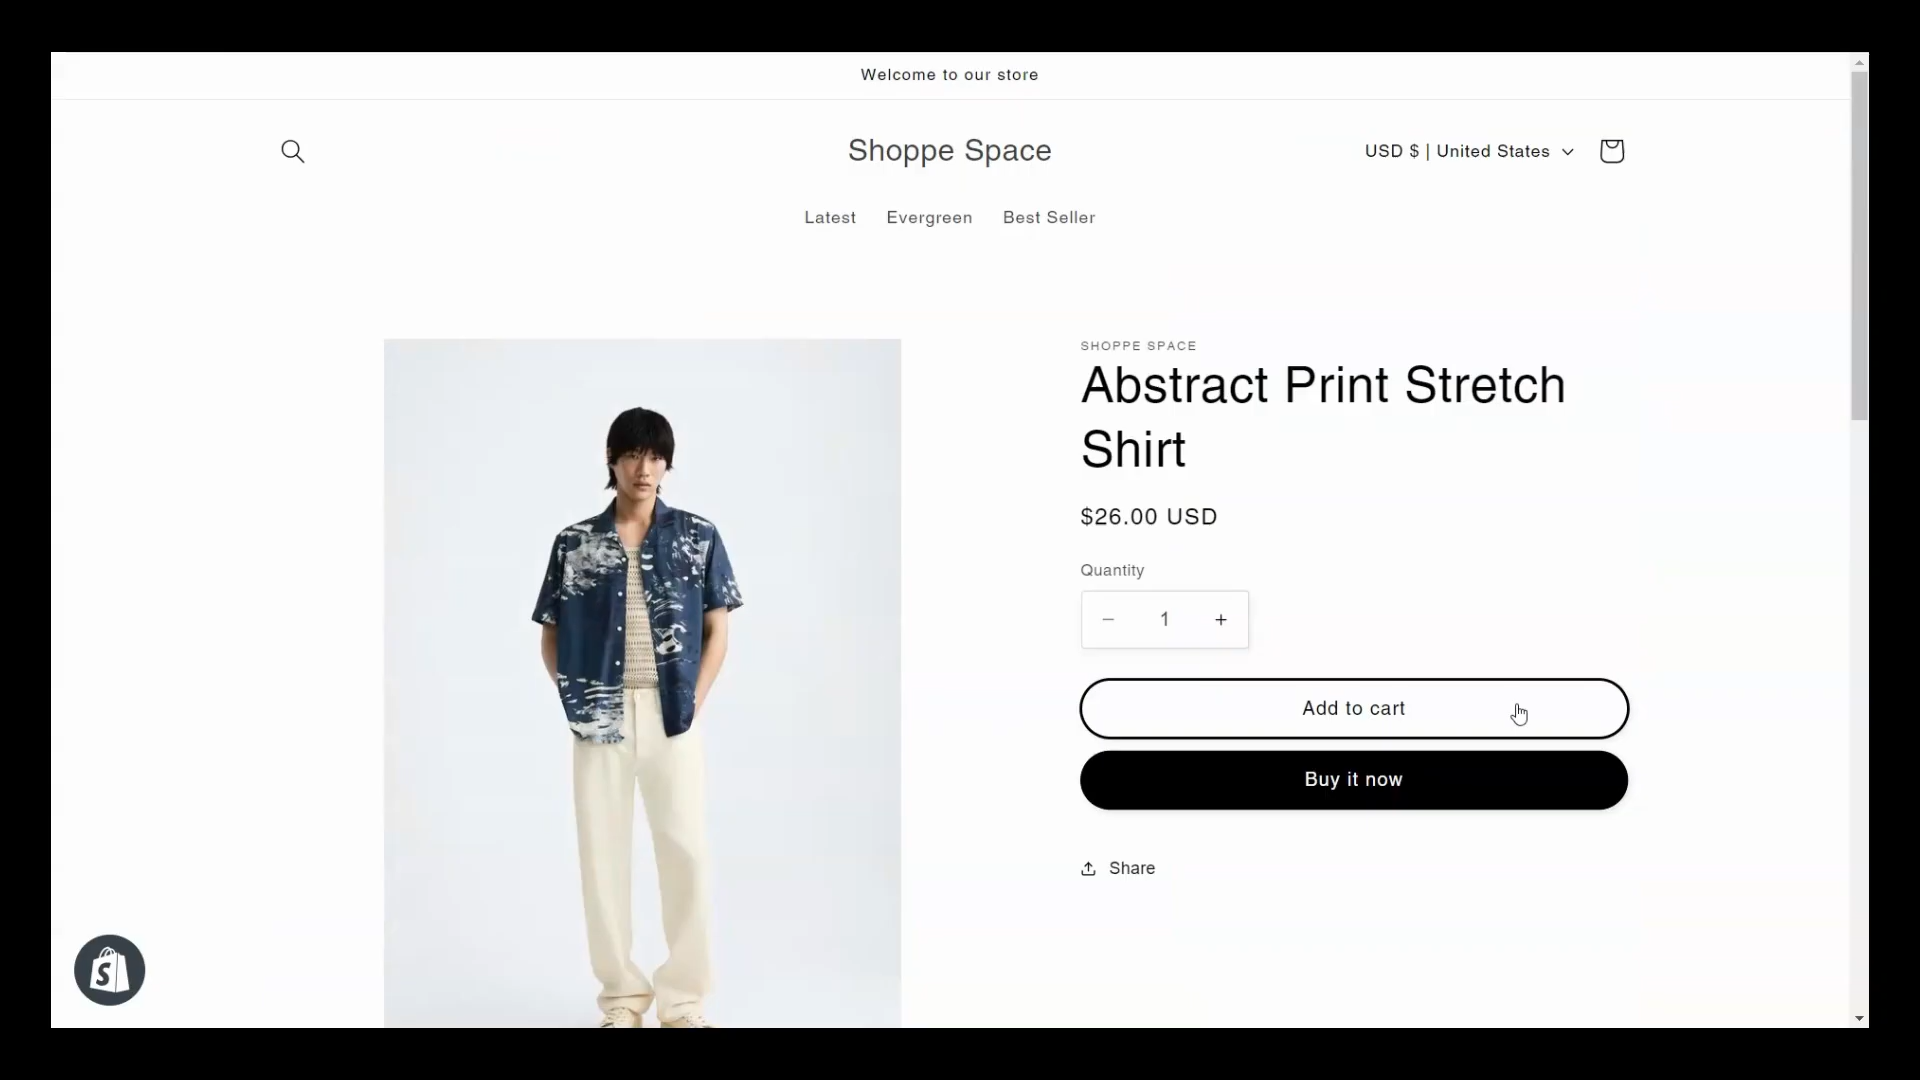 Welcome to our store
Shoppe Space
USD $ | United States
Latest Evergreen Best Seller
SHOPPE SPACE
Abstract Print Stretch
Shirt
$26.00 USD
Quantity
− 1 +
Add to cart
Buy it now
Share
S